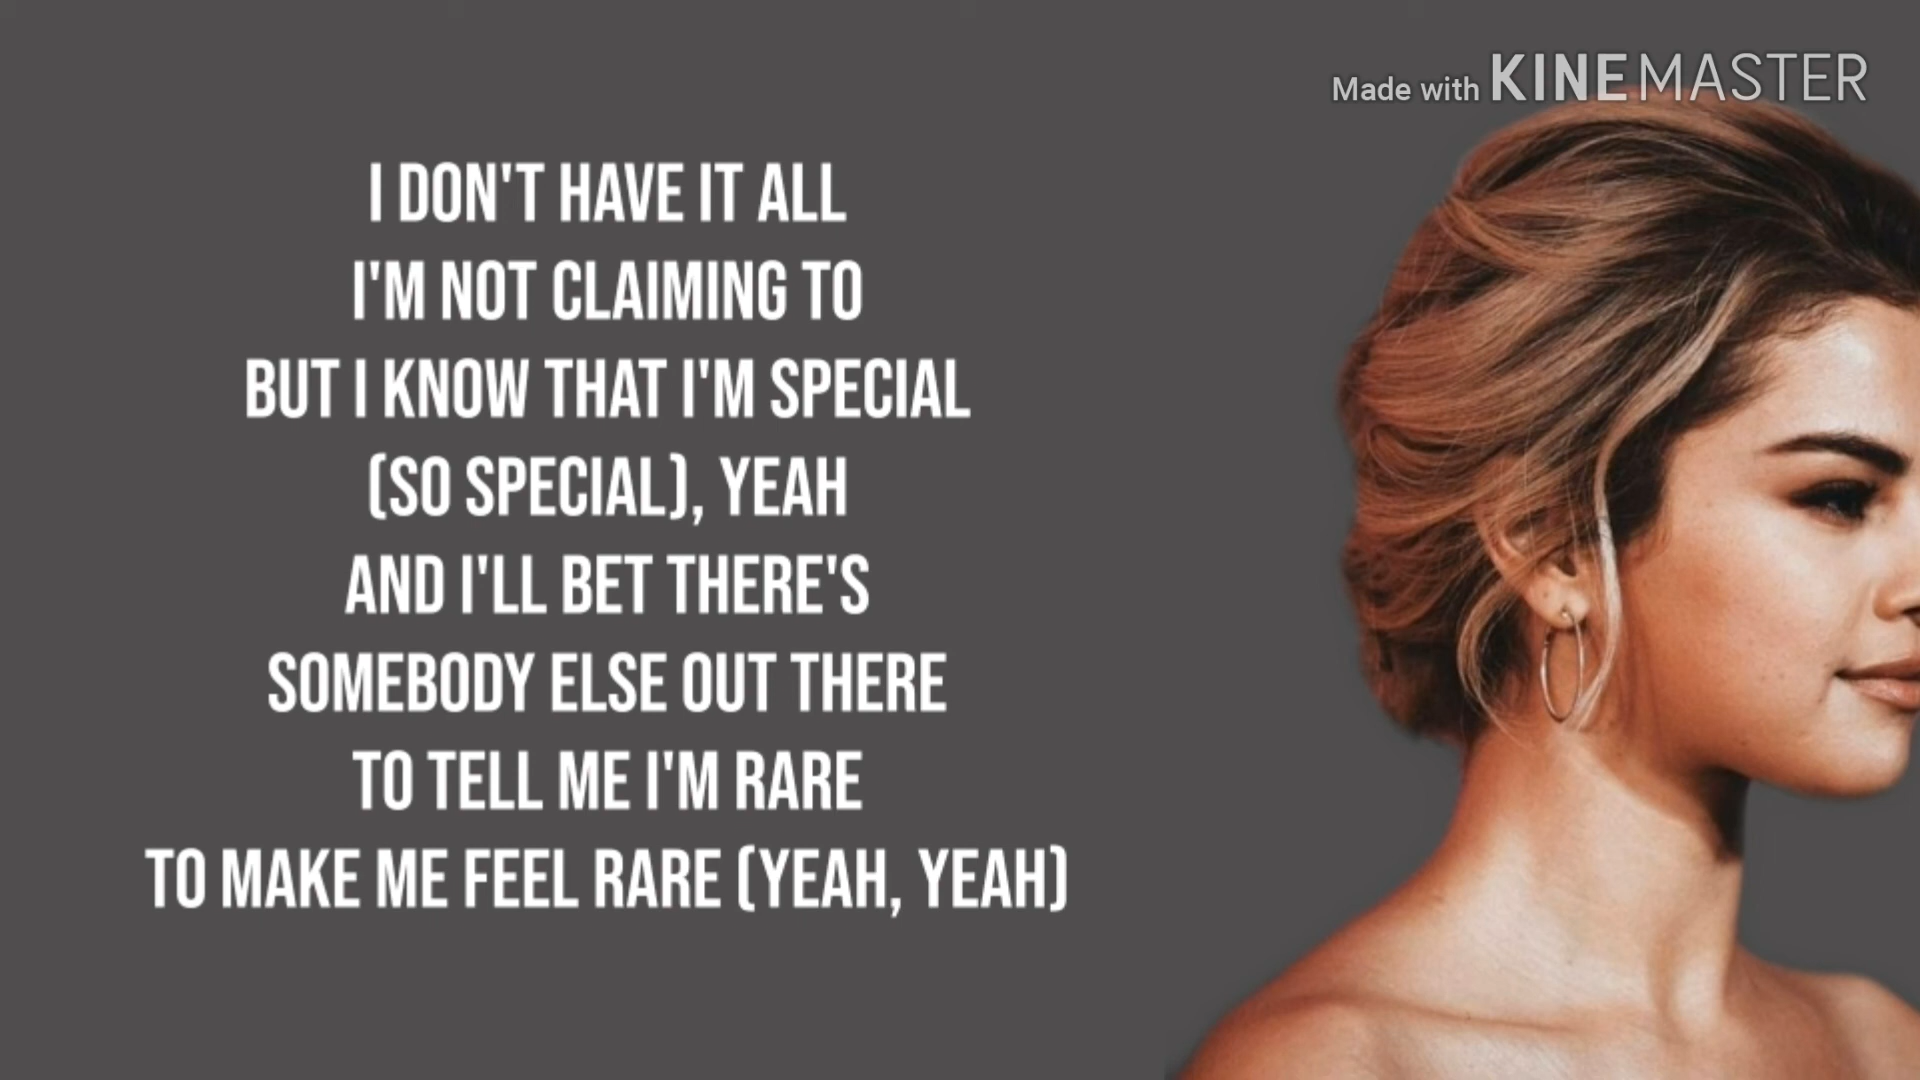 Made with KINEMASTER
I DON'T HAVE IT ALL
I'M NOT CLAIMING TO
BUT I KNOW THAT I'M SPECIAL
(SO SPECIAL), YEAH
AND I'LL BET THERE'S
SOMEBODY ELSE OUT THERE
TO TELL ME I'M RARE
TO MAKE ME FEEL RARE (YEAH, YEAH)